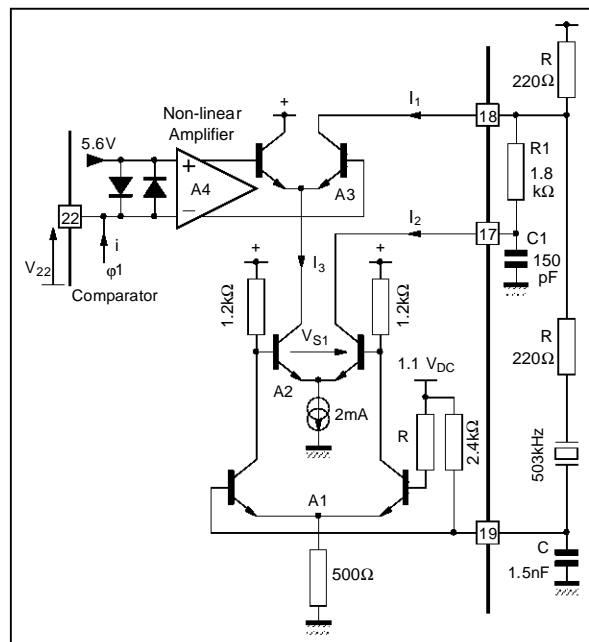 R
220Ω
Non-linear
Amplifier
I1
18
5.6V
+
+
A4
−
A3
R1
1.8
kΩ
22
I2
17
V22
i
φ1
Comparator
+
I3
+
C1
150
pF
1.2kΩ
VS1
1.2kΩ
R
220Ω
A2
1.1 VDC
2mA
R
2.4kΩ
503kHz
A1
19
500Ω
C
1.5nF